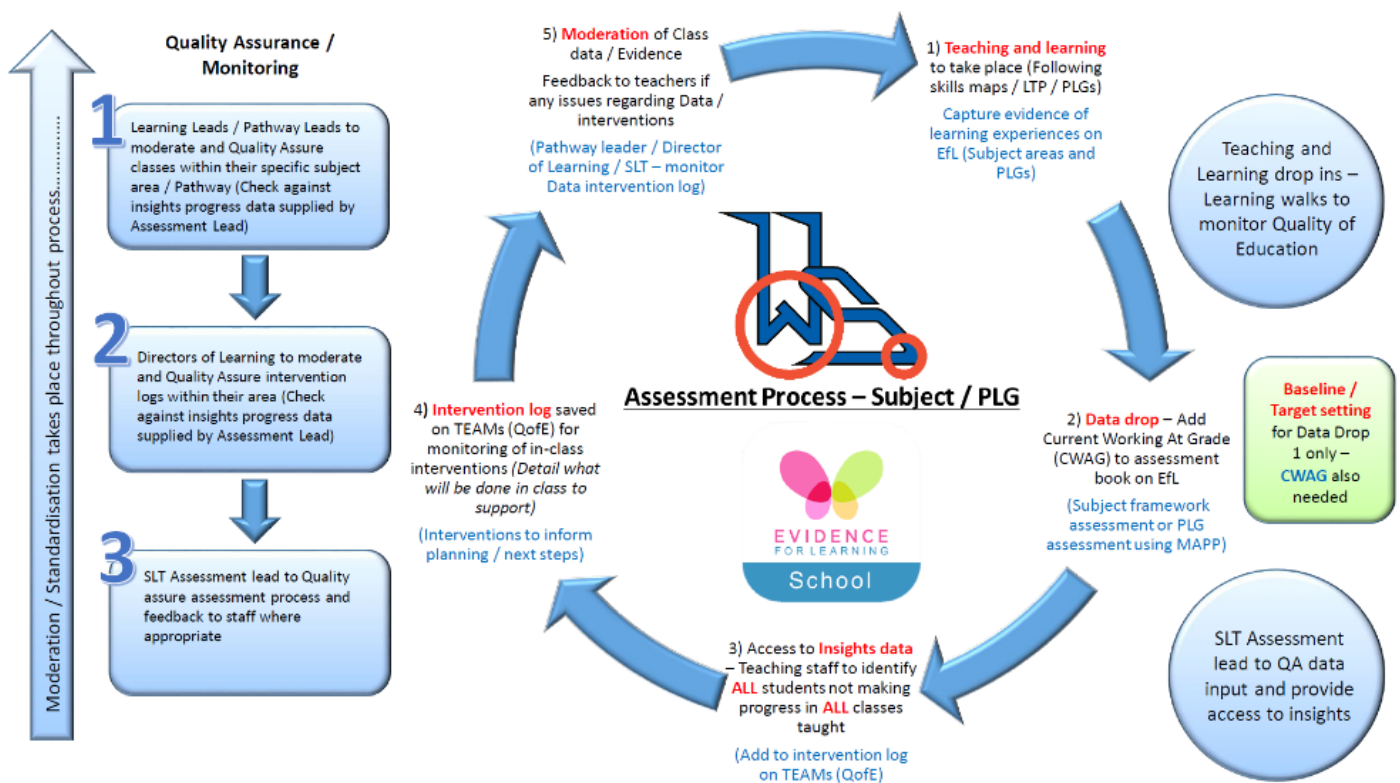 Moderation / Standardisation takes place throughout process…………
Quality Assurance /
Monitoring
1
Learning Leads / Pathway Leads to
moderate and Quality Assure
classes within their specific subject
area / Pathway (Check against
insights progress data supplied by
Assessment Lead)
2
Directors of Learning to moderate
and Quality Assure intervention
logs within their area (Check
against insights progress data
supplied by Assessment Lead)
3
SLT Assessment lead to Quality
assure assessment process and
feedback to staff where
appropriate
5) Moderation of Class
data / Evidence
Feedback to teachers if
any issues regarding Data /
interventions
(Pathway leader / Director
of Learning / SLT – monitor
Data intervention log)
1) Teaching and learning
to take place (Following
skills maps / LTP / PLGs)
Capture evidence of
learning experiences on
EfL (Subject areas and
PLGs)
Teaching and
Learning drop ins –
Learning walks to
monitor Quality of
Education
Assessment Process – Subject / PLG
4) Intervention log saved
on TEAMs (QofE) for
monitoring of in-class
interventions (Detail what
will be done in class to
support)
(Interventions to inform
planning / next steps)
EVIDENCE
FOR LEARNING
School
2) Data drop – Add
Current Working At Grade
(CWAG) to assessment
book on EfL
(Subject framework
assessment or PLG
assessment using MAPP)
Baseline /
Target setting
for Data Drop
1 only –
CWAG also
needed
3) Access to Insights data
– Teaching staff to identify
ALL students not making
progress in ALL classes
taught
(Add to intervention log
on TEAMs (QofE)
SLT Assessment
lead to QA data
input and provide
access to insights